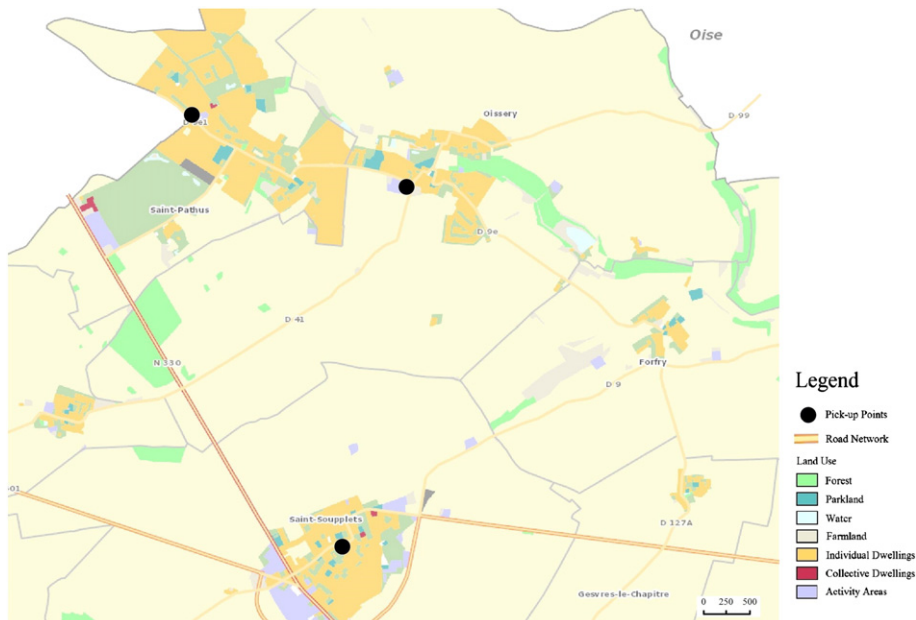 Oise
Oissery
D 99
D 9e1
Saint-Pathus
D 9e
D 41
N 330
Forfry
D 9
Legend
Pick-up Points
Road Network
Land Use
Forest
Parkland
Water
Farmland
Individual Dwellings
Collective Dwellings
Activity Areas
Saint-Soupplets
D 127A
Gesvres-le-Chapitre
0 250 500